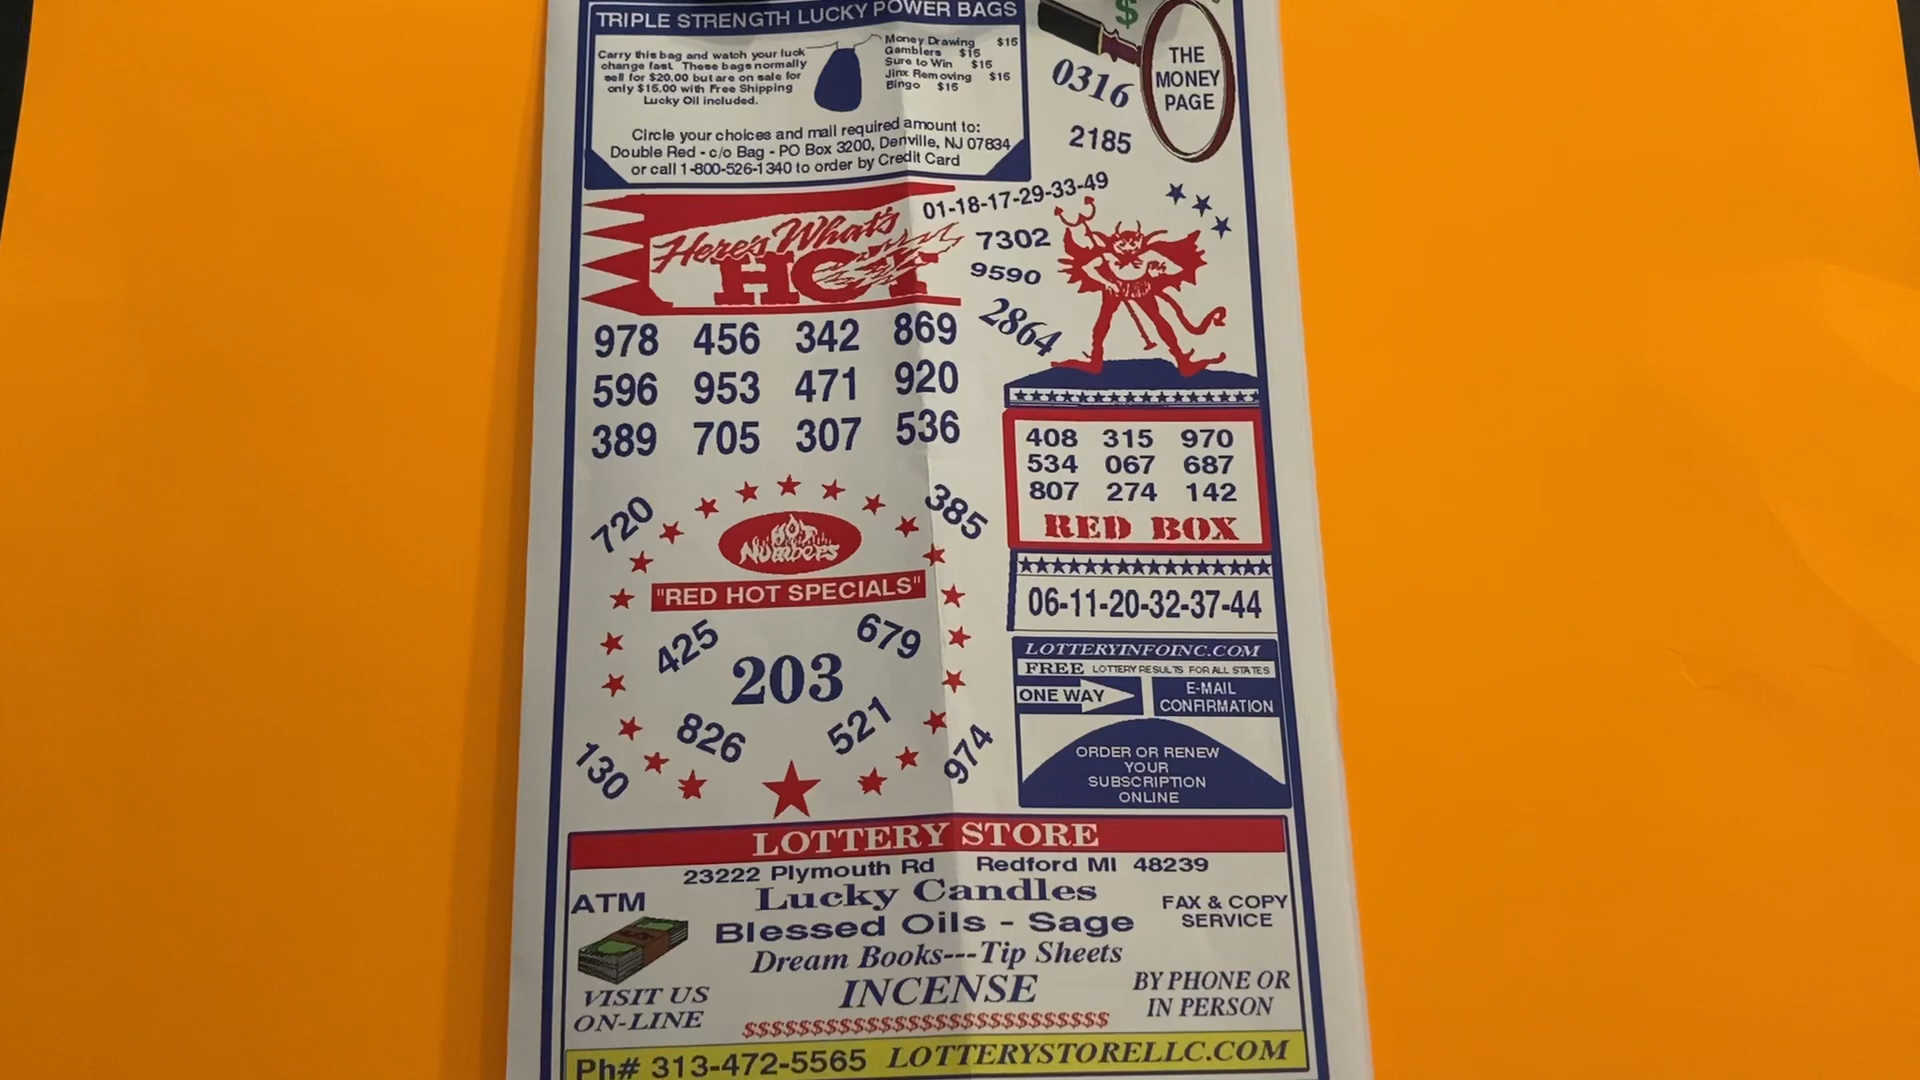 TRIPLE STRENGTH LUCKY POWER BAGS
Carry this bag and watch your luck
change fast. These bags normally
sell for $20.00 but are on sale for
only $15.00 with Free Shipping
Lucky Oil included.
Money Drawing $15
Gamblers $15
Sure to Win $15
Jinx Removing $15
Bingo $15
Circle your choices and mail required amount to:
Double Red - c/o Bag - PO Box 3200, Denville, NJ 07834
or call 1-800-526-1340 to order by Credit Card
$
THE
MONEY
PAGE
0316
2185
Here's What's
HOT
01-18-17-29-33-49
7302
9590
2864
978 456 342 869
596 953 471 920
389 705 307 536
408 315 970
534 067 687
807 274 142
RED BOX
720
385
HOT
NUMBERS
"RED HOT SPECIALS"
425
679
203
826
521
130
974
06-11-20-32-37-44
LOTTERYINFOINC.COM
FREE LOTTERY RESULTS FOR ALL STATES
ONE WAY
E-MAIL
CONFIRMATION
ORDER OR RENEW
YOUR
SUBSCRIPTION
ONLINE
LOTTERY STORE
23222 Plymouth Rd Redford MI 48239
ATM
Lucky Candles
FAX & COPY
SERVICE
Blessed Oils - Sage
Dream Books---Tip Sheets
INCENSE
VISIT US
ON-LINE
BY PHONE OR
IN PERSON
$$$$$$$$$$$$$$$$$$$$$$$$$$$
Ph# 313-472-5565 LOTTERYSTORELLC.COM